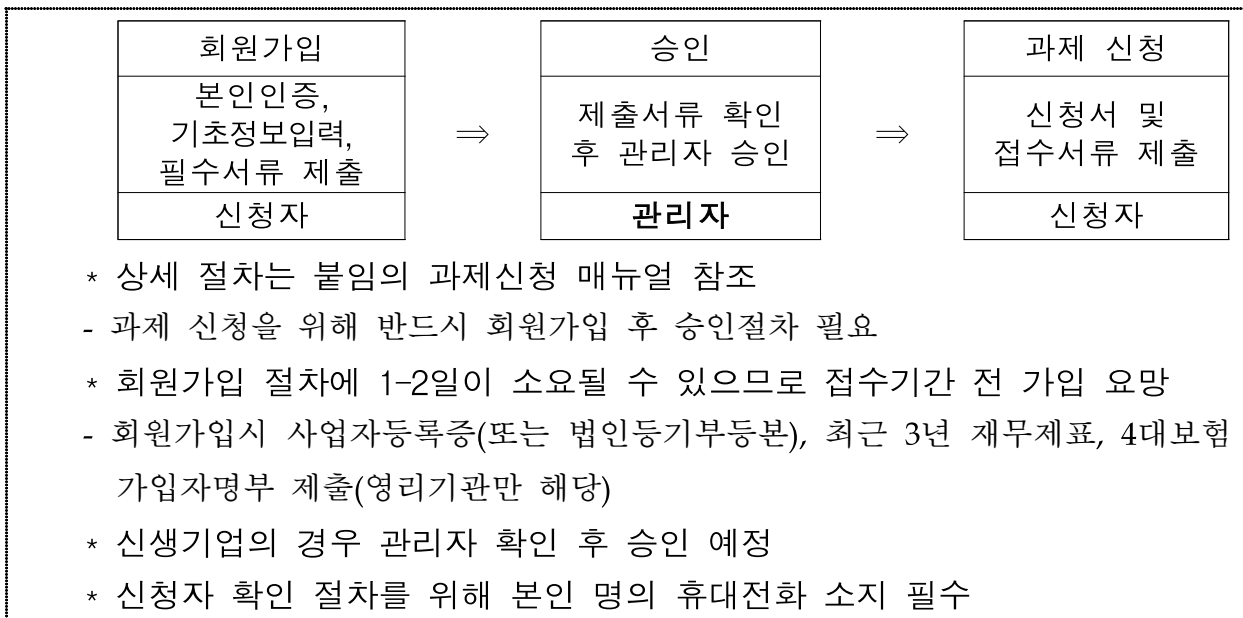 회원가입
본인인증,
기초정보입력,
필수서류 제출
신청자
⇒
승인
제출서류 확인
후 관리자 승인
관리자
⇒
과제 신청
신청서 및
접수서류 제출
신청자
* 상세 절차는 붙임의 과제신청 매뉴얼 참조
- 과제 신청을 위해 반드시 회원가입 후 승인절차 필요
* 회원가입 절차에 1-2일이 소요될 수 있으므로 접수기간 전 가입 요망
- 회원가입시 사업자등록증(또는 법인등기부등본), 최근 3년 재무제표, 4대보험
가입자명부 제출(영리기관만 해당)
* 신생기업의 경우 관리자 확인 후 승인 예정
* 신청자 확인 절차를 위해 본인 명의 휴대전화 소지 필수